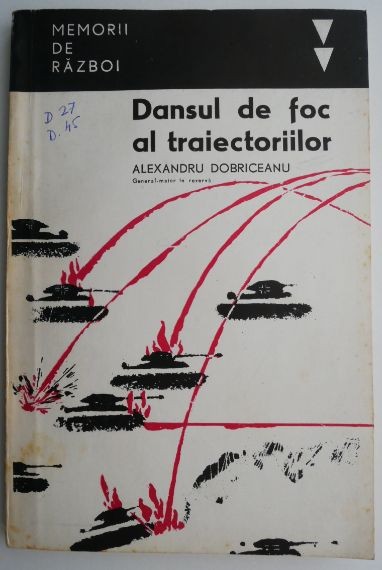 MEMORII
DE
RĂZBOI
D 27
D. 45
Dansul de foc
al traiectoriilor
ALEXANDRU DOBRICEANU
General-maior în rezervă